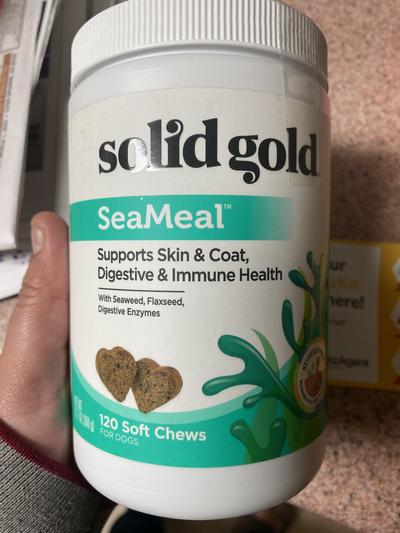 solid gold
SeaMeal™
Supports Skin & Coat,
Digestive & Immune Health
With Seaweed, Flaxseed,
Digestive Enzymes
120 Soft Chews
FOR DOGS